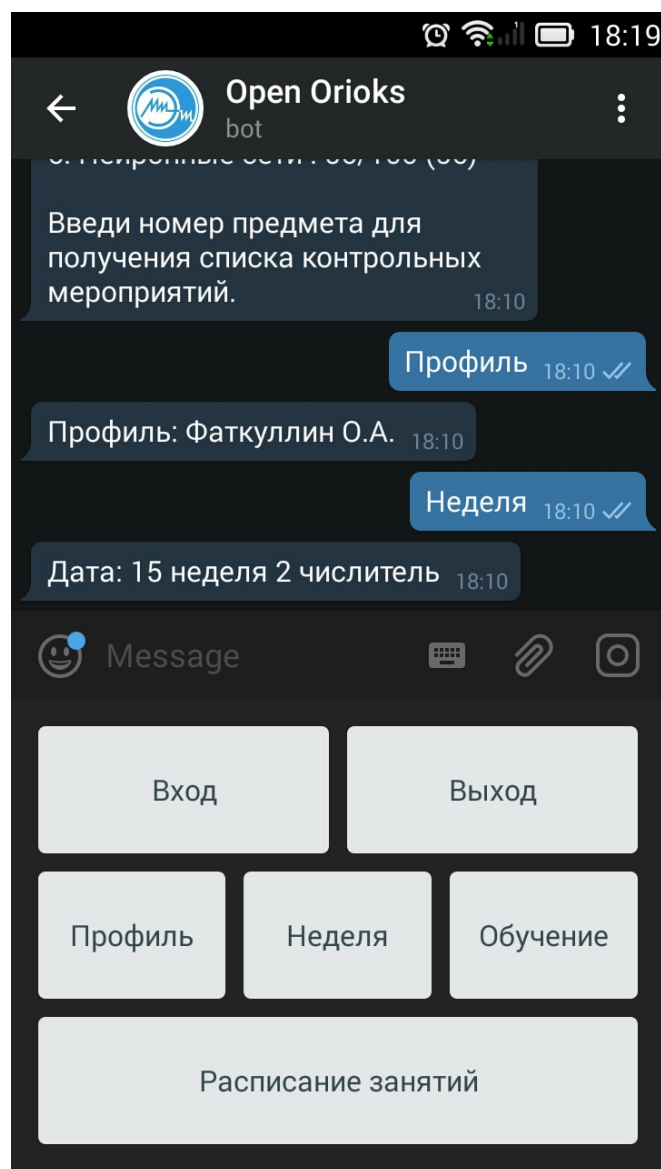 18:19
Open Orioks
bot
Введи номер предмета для
получения списка контрольных
мероприятий.
18:10
Профиль 18:10
Профиль: Фаткуллин О.А. 18:10
Неделя 18:10
Дата: 15 неделя 2 числитель 18:10
Message
Вход Выход
Профиль Неделя Обучение
Расписание занятий